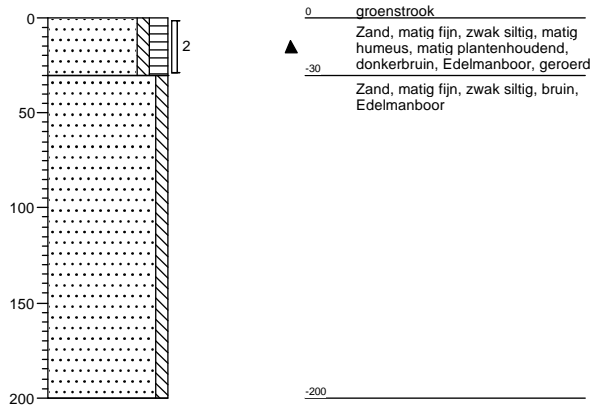 0
2
50
100
150
200
0 groenstrook
Zand, matig fijn, zwak siltig, matig
humeus, matig plantenhoudend,
donkerbruin, Edelmanboor, geroerd
-30
Zand, matig fijn, zwak siltig, bruin,
Edelmanboor
-200